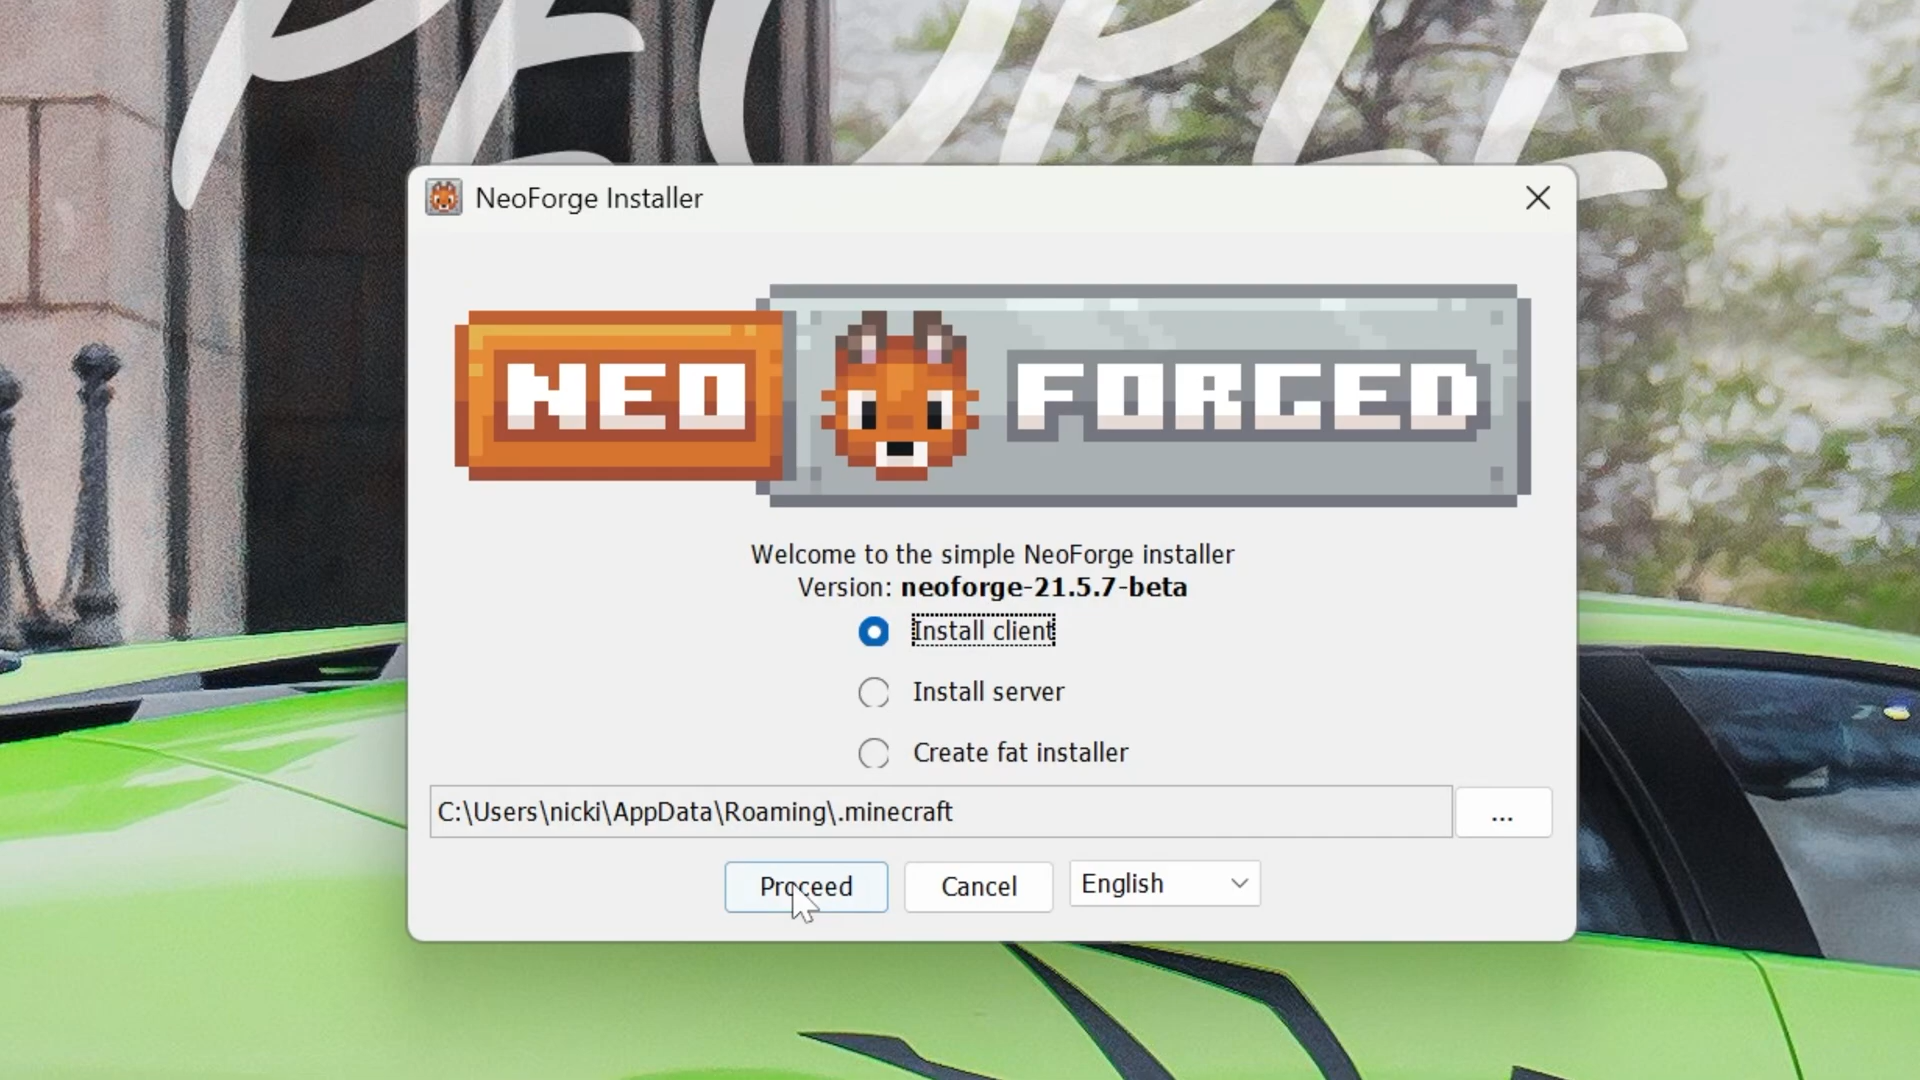 PEOPLE
NeoForge Installer
NEO FORGED
Welcome to the simple NeoForge installer
Version: neoforge-21.5.7-beta
Install client
Install server
Create fat installer
C:\Users\nicki\AppData\Roaming\.minecraft
...
Proceed
Cancel
English